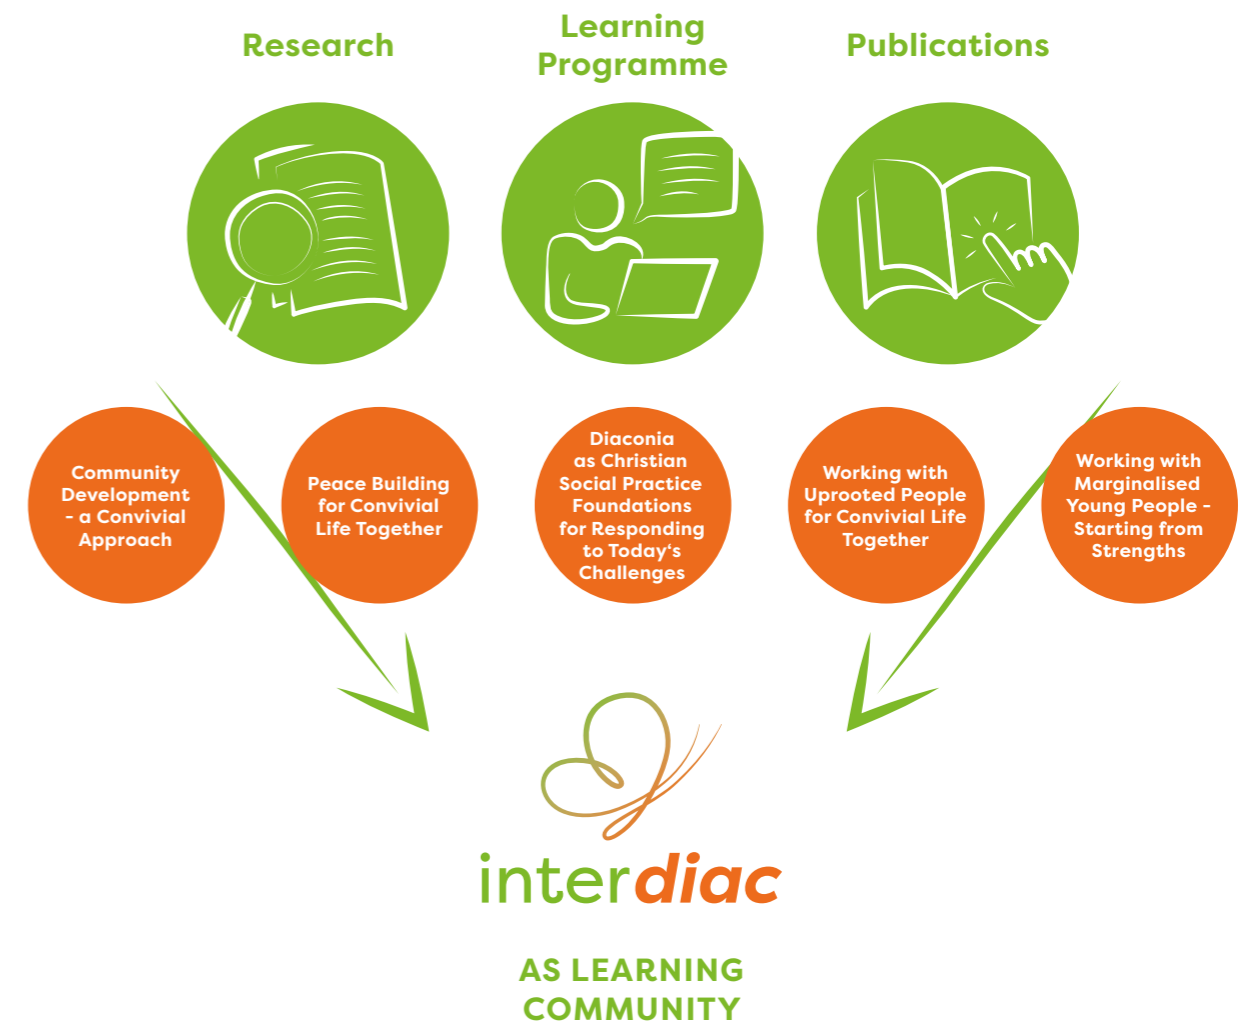 Research
Learning
Programme
Publications
Community
Development
- a Convivial
Approach
Peace Building
for Convivial
Life Together
Diaconia
as Christian
Social Practice
Foundations
for Responding
to Today‘s
Challenges
Working with
Uprooted People
for Convivial Life
Together
Working with
Marginalised
Young People -
Starting from
Strengths
interdiac
AS LEARNING
COMMUNITY